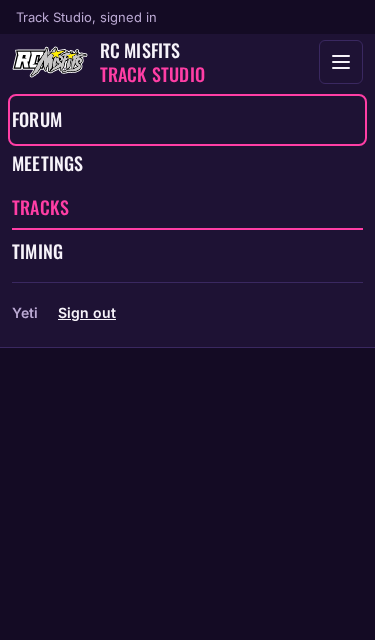 Track Studio, signed in
RC MISFITS
RC MISFITS
TRACK STUDIO
FORUM
MEETINGS
TRACKS
TIMING
Yeti Sign out